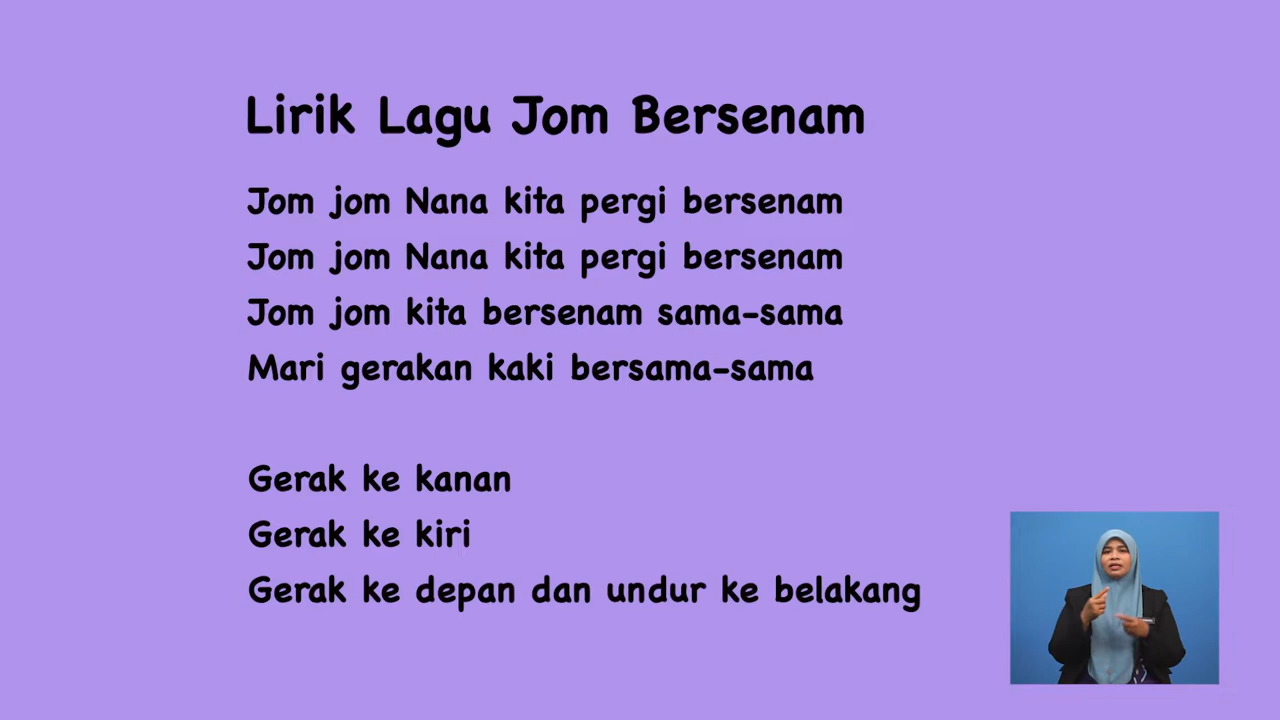 Lirik Lagu Jom Bersenam
Jom jom Nana kita pergi bersenam
Jom jom Nana kita pergi bersenam
Jom jom kita bersenam sama-sama
Mari gerakan kaki bersama-sama
Gerak ke kanan
Gerak ke kiri
Gerak ke depan dan undur ke belakang